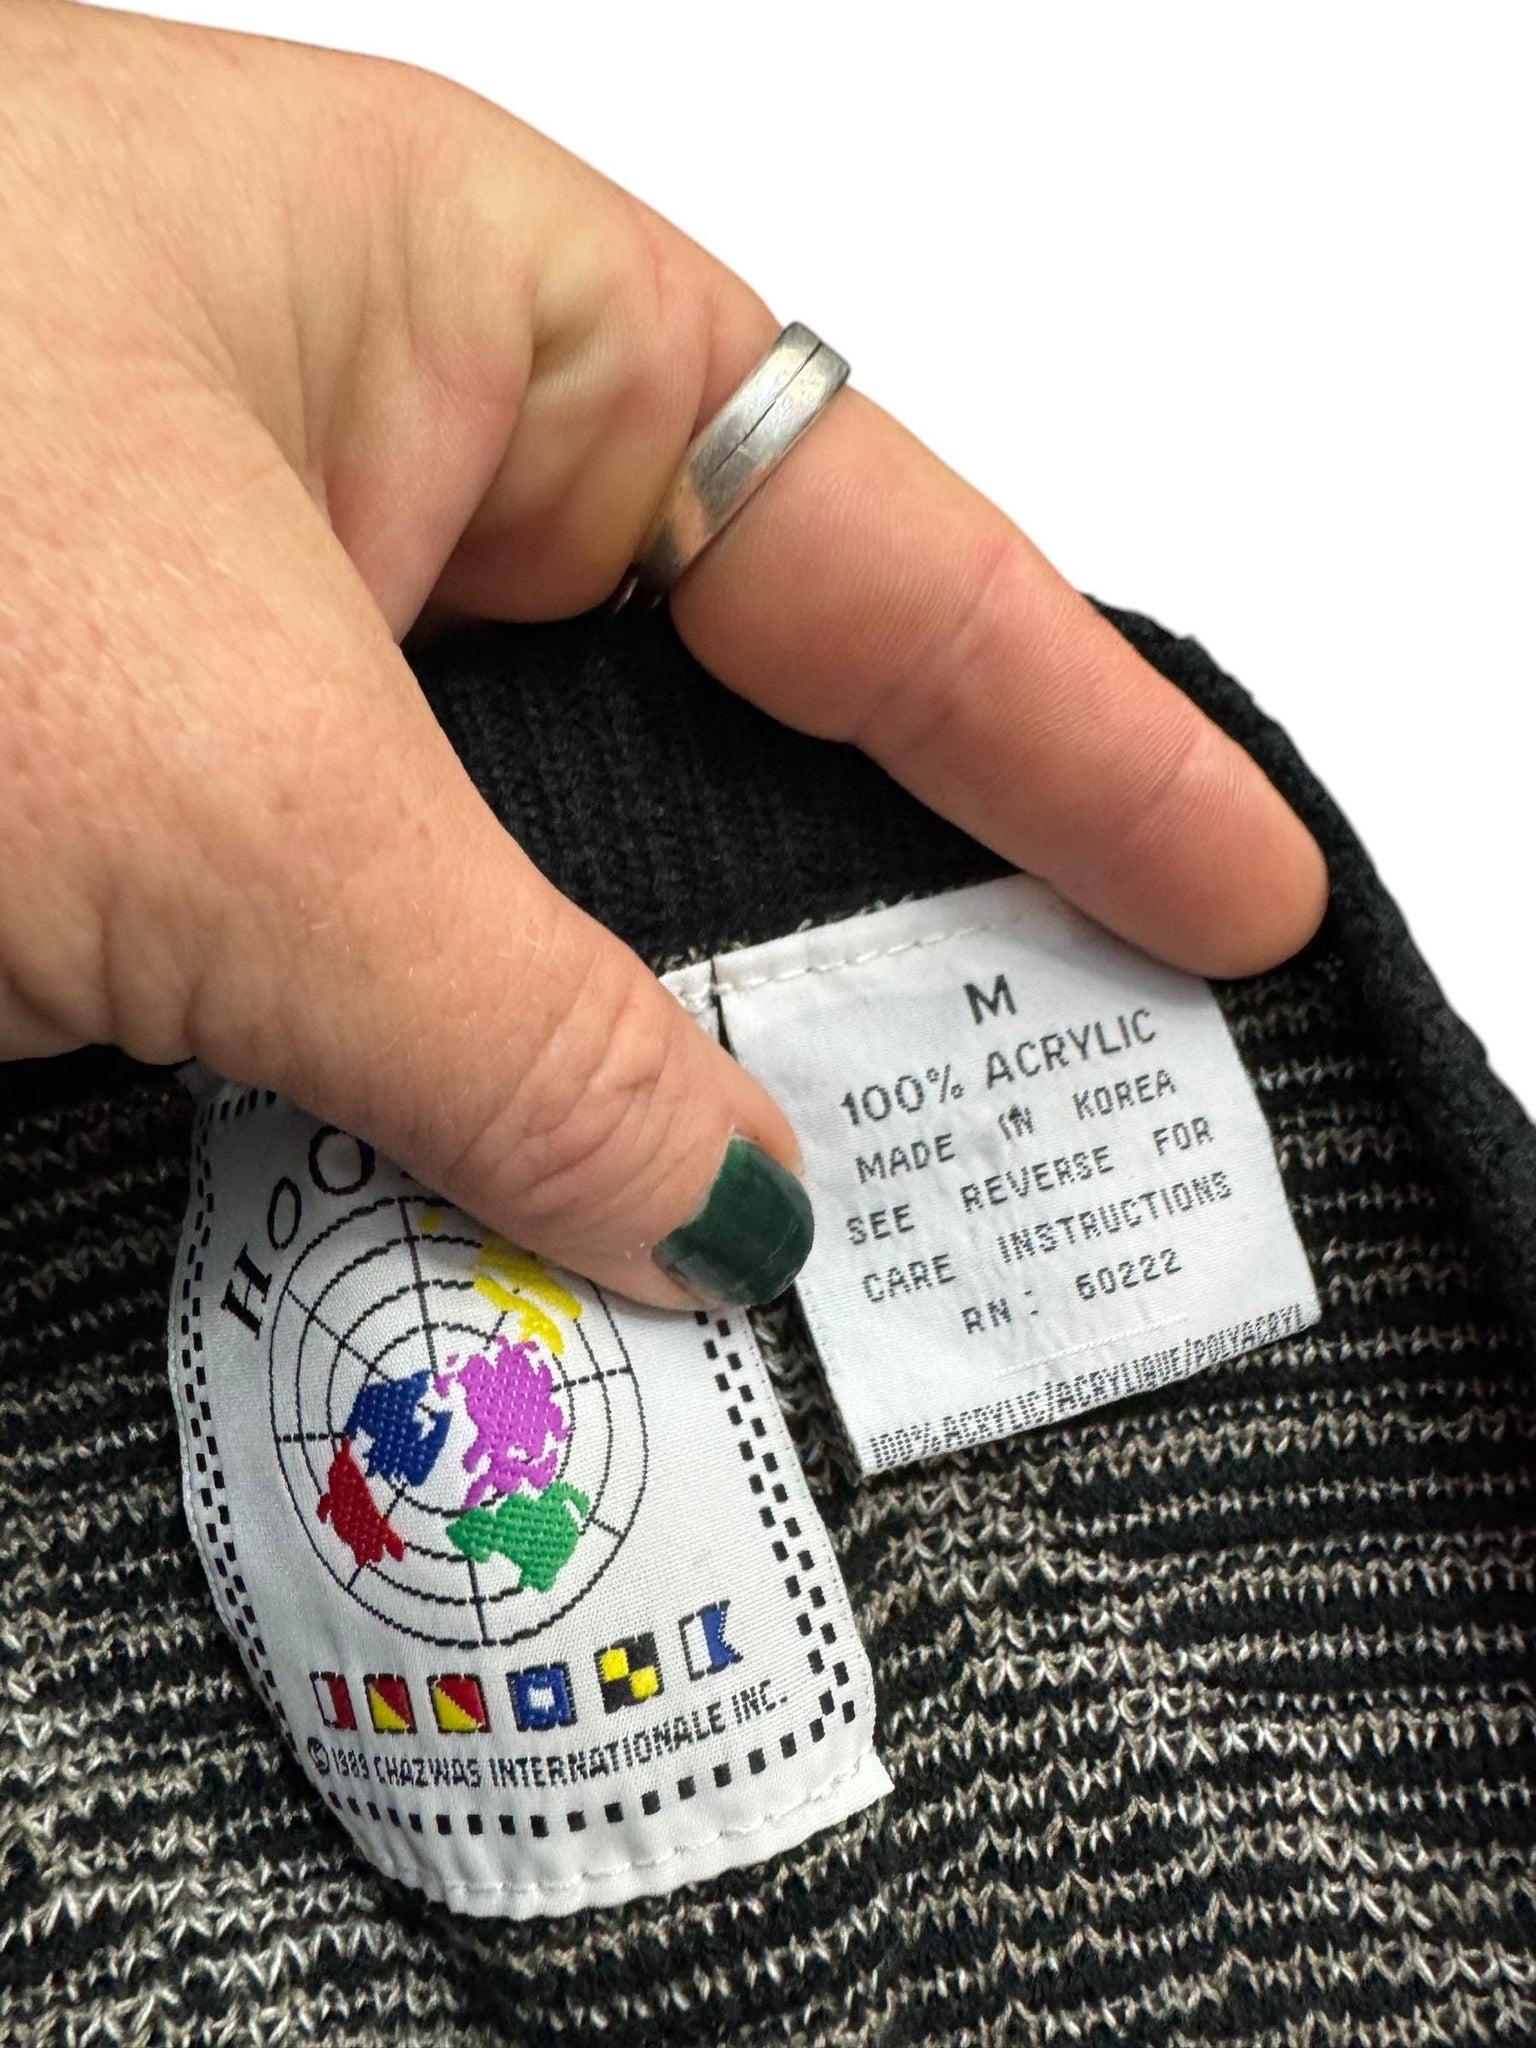 M
100% ACRYLIC
MADE IN KOREA
SEE REVERSE FOR
CARE INSTRUCTIONS
RN: 60222
100% ACRYLIC/ACRYLIQUE/POLYACRYL
HOO
© 1989 CHAZWAS INTERNATIONALE INC.